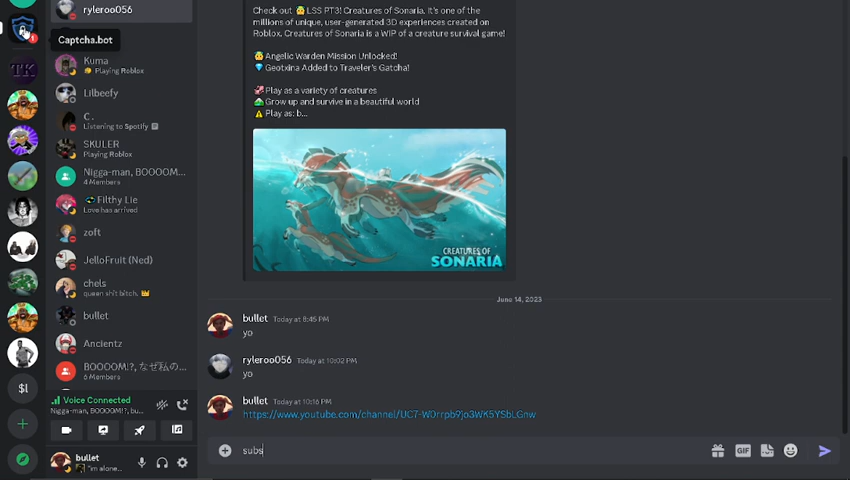 ryleroo056
Captcha.bot
Kuma
Playing Roblox
Lilbeefy
C .
Listening to Spotify
SKULER
Playing Roblox
Nigga-man, BOOOOM...
4 Members
Filthy Lie
Love has arrived
zoft
JelloFruit (Ned)
chels
queen shit bitch.
bullet
Ancientz
BOOOOM!?, なぜ私の...
6 Members
Voice Connected
Nigga-man, BOOOOM!?, bu...
bullet
"im alone...
TK
$l
1
Check out LSS PT3! Creatures of Sonaria. It's one of the
millions of unique, user-generated 3D experiences created on
Roblox. Creatures of Sonaria is a WIP of a creature survival game!
Angelic Warden Mission Unlocked!
Geotxina Added to Traveler's Gatcha!
Play as a variety of creatures
Grow up and survive in a beautiful world
Play as: b...
CREATURES OF
SONARIA
June 14, 2023
bullet Today at 8:45 PM
yo
ryleroo056 Today at 10:02 PM
yo
bullet Today at 10:16 PM
https://www.youtube.com/channel/UC7-W0rrpb9jo3WK5YSbLGnw
subs
GIF